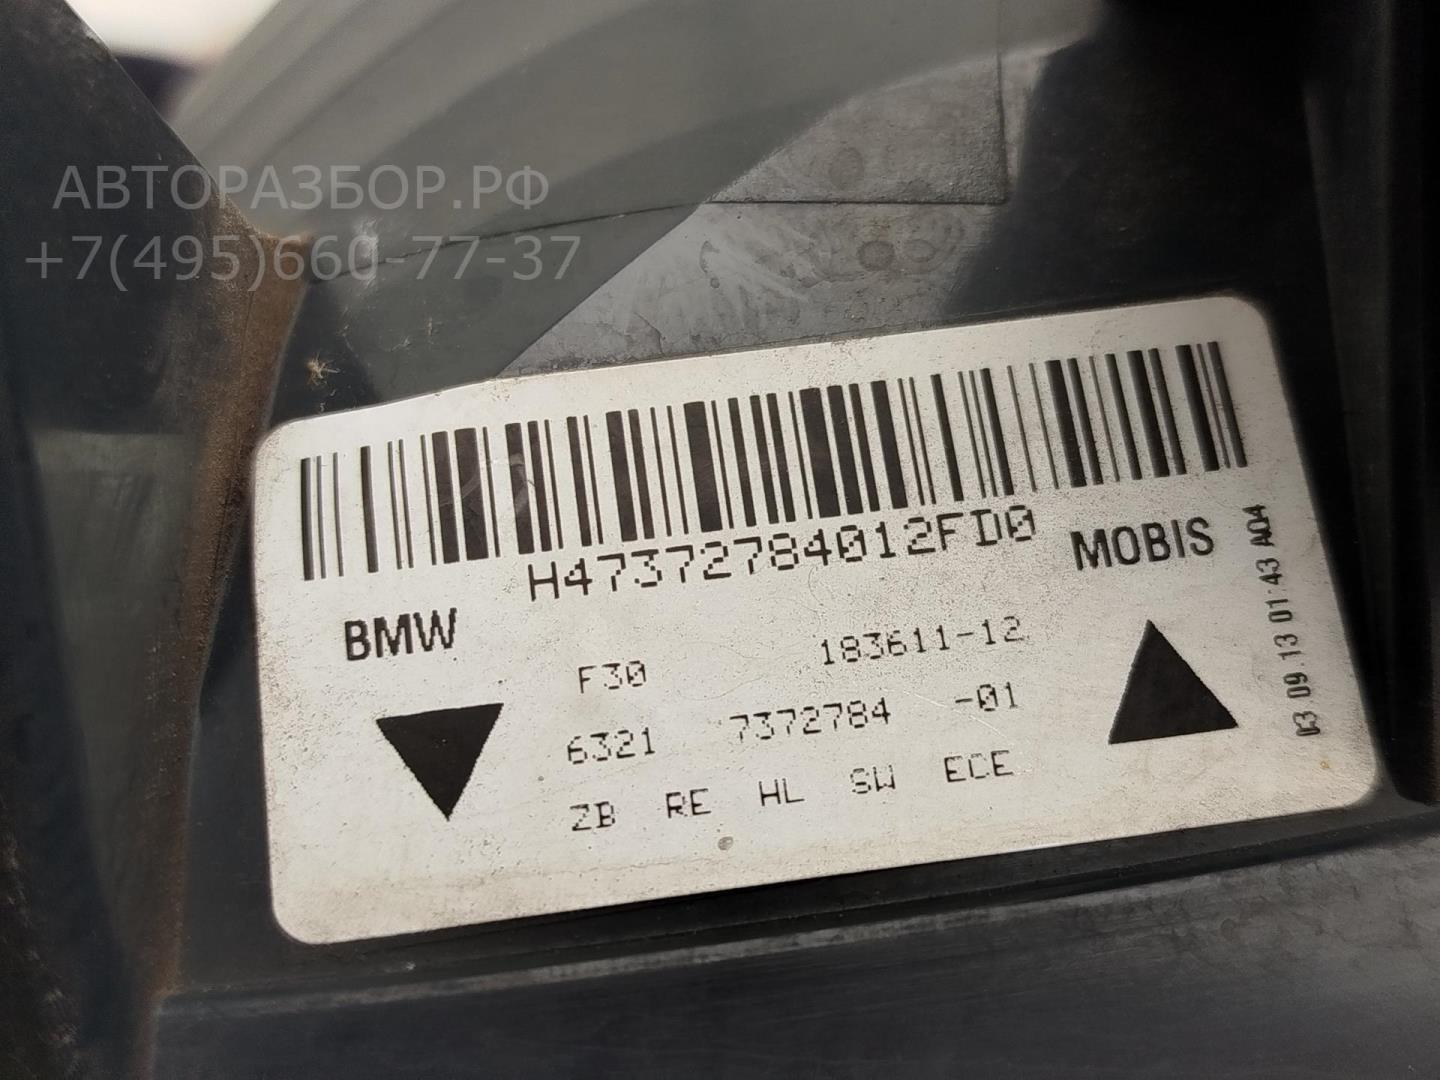 АВТОРАЗБОР.РФ
+7(495)660-77-37
H47372784012FD0
BMW
MOBIS
F30 183611-12
6321 7372784 -01
ZB RE HL SW ECE
03 09.13 01:43 A04